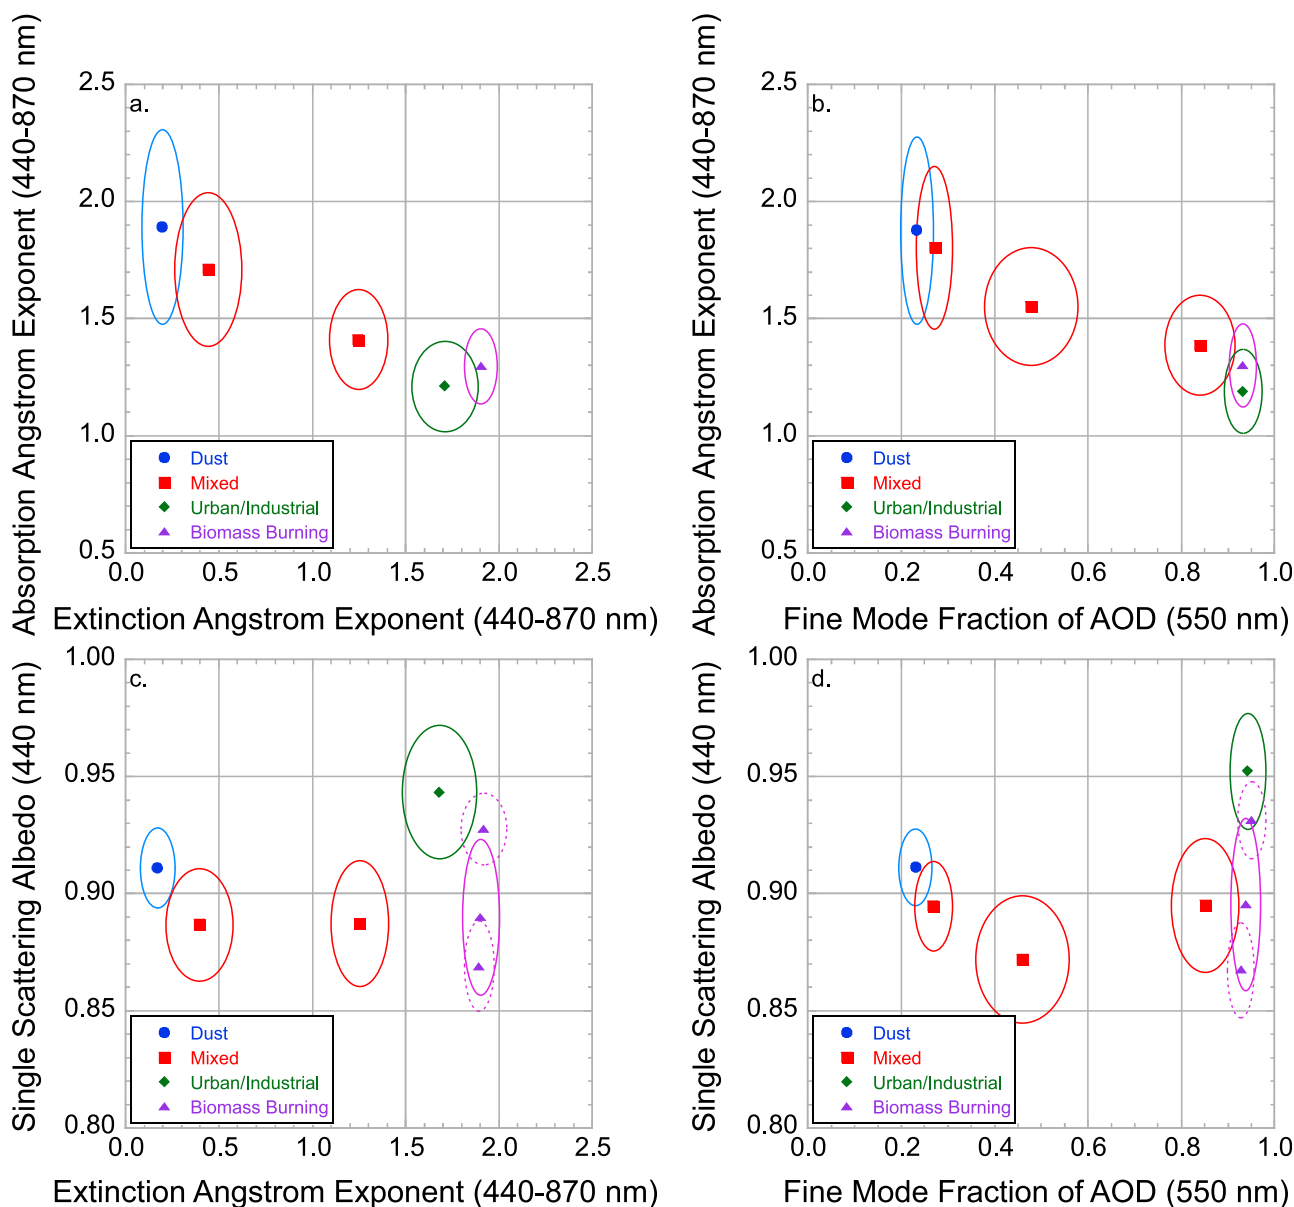 a.
Absorption Angstrom Exponent (440-870 nm)
2.5
2.0
1.5
1.0
0.5
Dust
Mixed
Urban/Industrial
Biomass Burning
0.0 0.5 1.0 1.5 2.0 2.5
Extinction Angstrom Exponent (440-870 nm)
b.
Absorption Angstrom Exponent (440-870 nm)
2.5
2.0
1.5
1.0
0.5
Dust
Mixed
Urban/Industrial
Biomass Burning
0.0 0.2 0.4 0.6 0.8 1.0
Fine Mode Fraction of AOD (550 nm)
c.
Single Scattering Albedo (440 nm)
1.00
0.95
0.90
0.85
0.80
Dust
Mixed
Urban/Industrial
Biomass Burning
0.0 0.5 1.0 1.5 2.0 2.5
Extinction Angstrom Exponent (440-870 nm)
d.
Single Scattering Albedo (440 nm)
1.00
0.95
0.90
0.85
0.80
Dust
Mixed
Urban/Industrial
Biomass Burning
0.0 0.2 0.4 0.6 0.8 1.0
Fine Mode Fraction of AOD (550 nm)